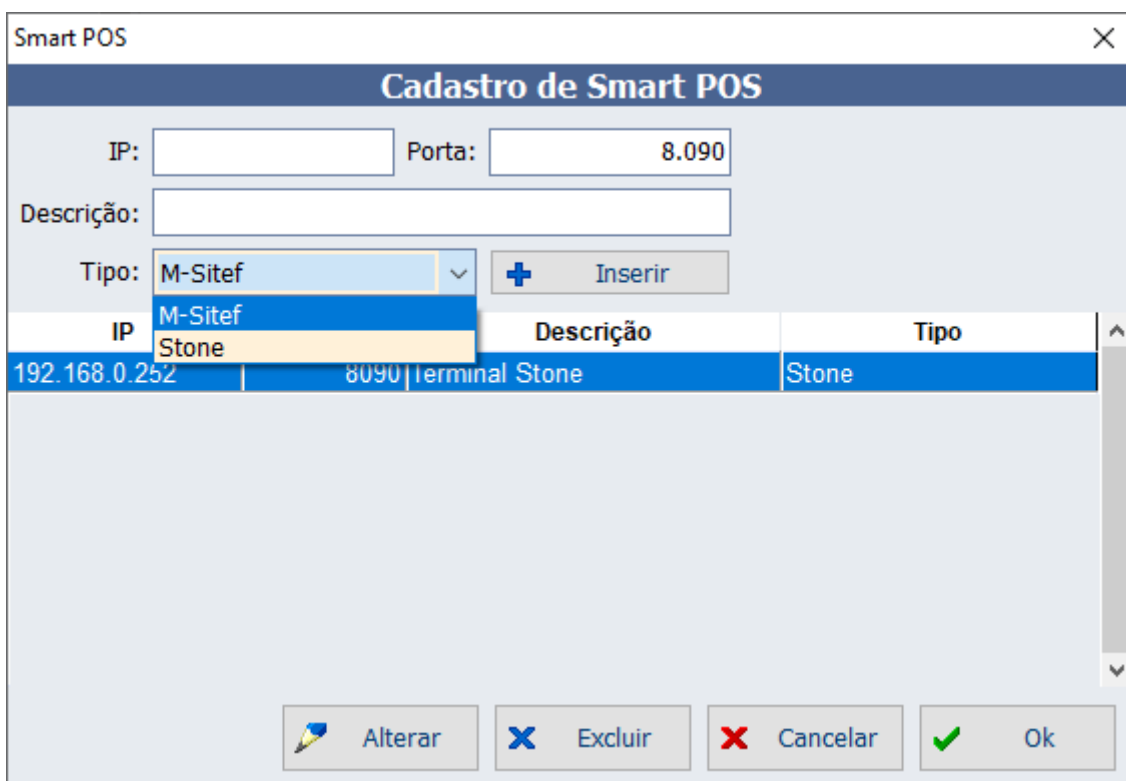 Smart POS
Cadastro de Smart POS
IP: Porta: 8.090
Descrição:
Tipo: M-Sitef Inserir
M-Sitef
Stone
IP Descrição Tipo
192.168.0.252 8090 Terminal Stone Stone
Alterar Excluir Cancelar Ok